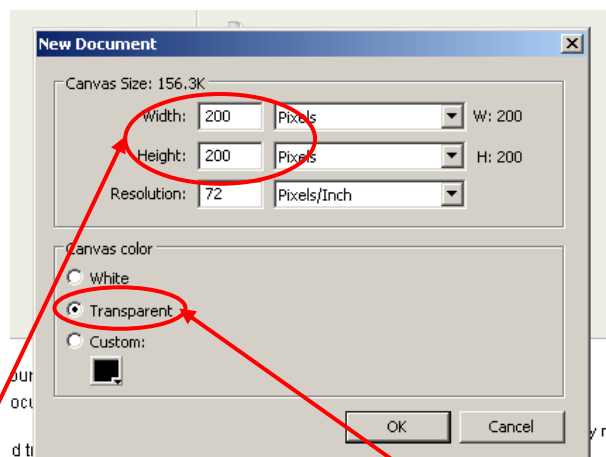 New Document
Canvas Size: 156.3K
Width: 200 Pixels W: 200
Height: 200 Pixels H: 200
Resolution: 72 Pixels/Inch
Canvas color
White
Transparent
Custom:
OK Cancel